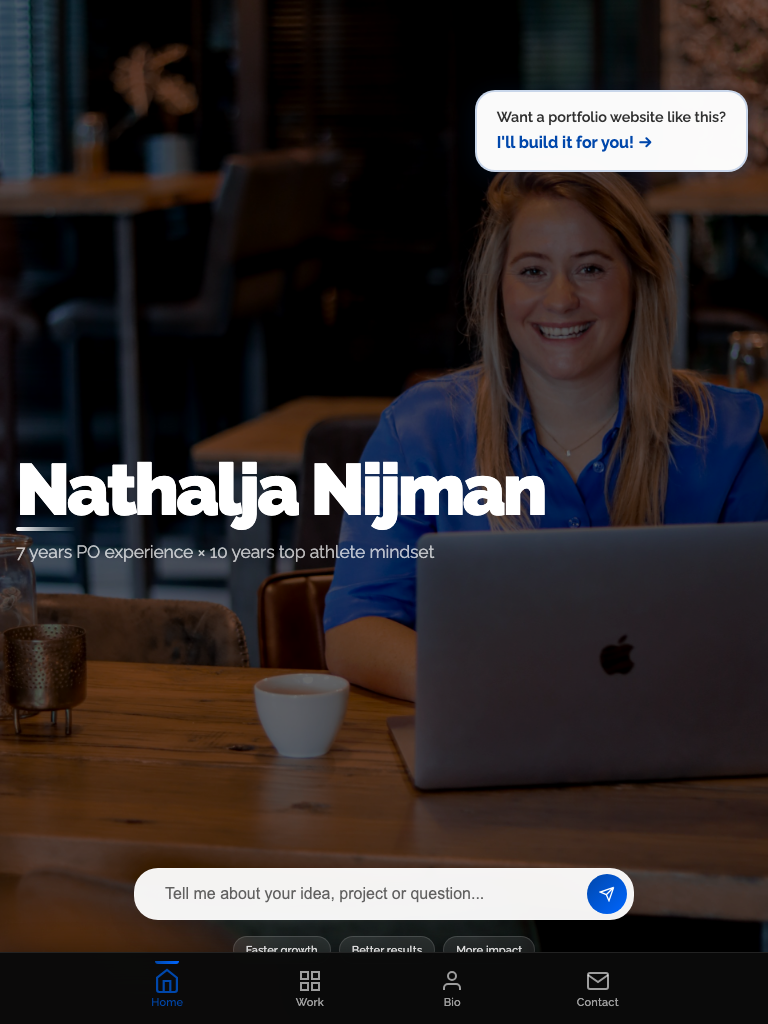 Want a portfolio website like this?
I'll build it for you! →
Nathalja Nijman
7 years PO experience × 10 years top athlete mindset
Tell me about your idea, project or question...
Faster growth
Better results
More impact
Home
Work
Bio
Contact